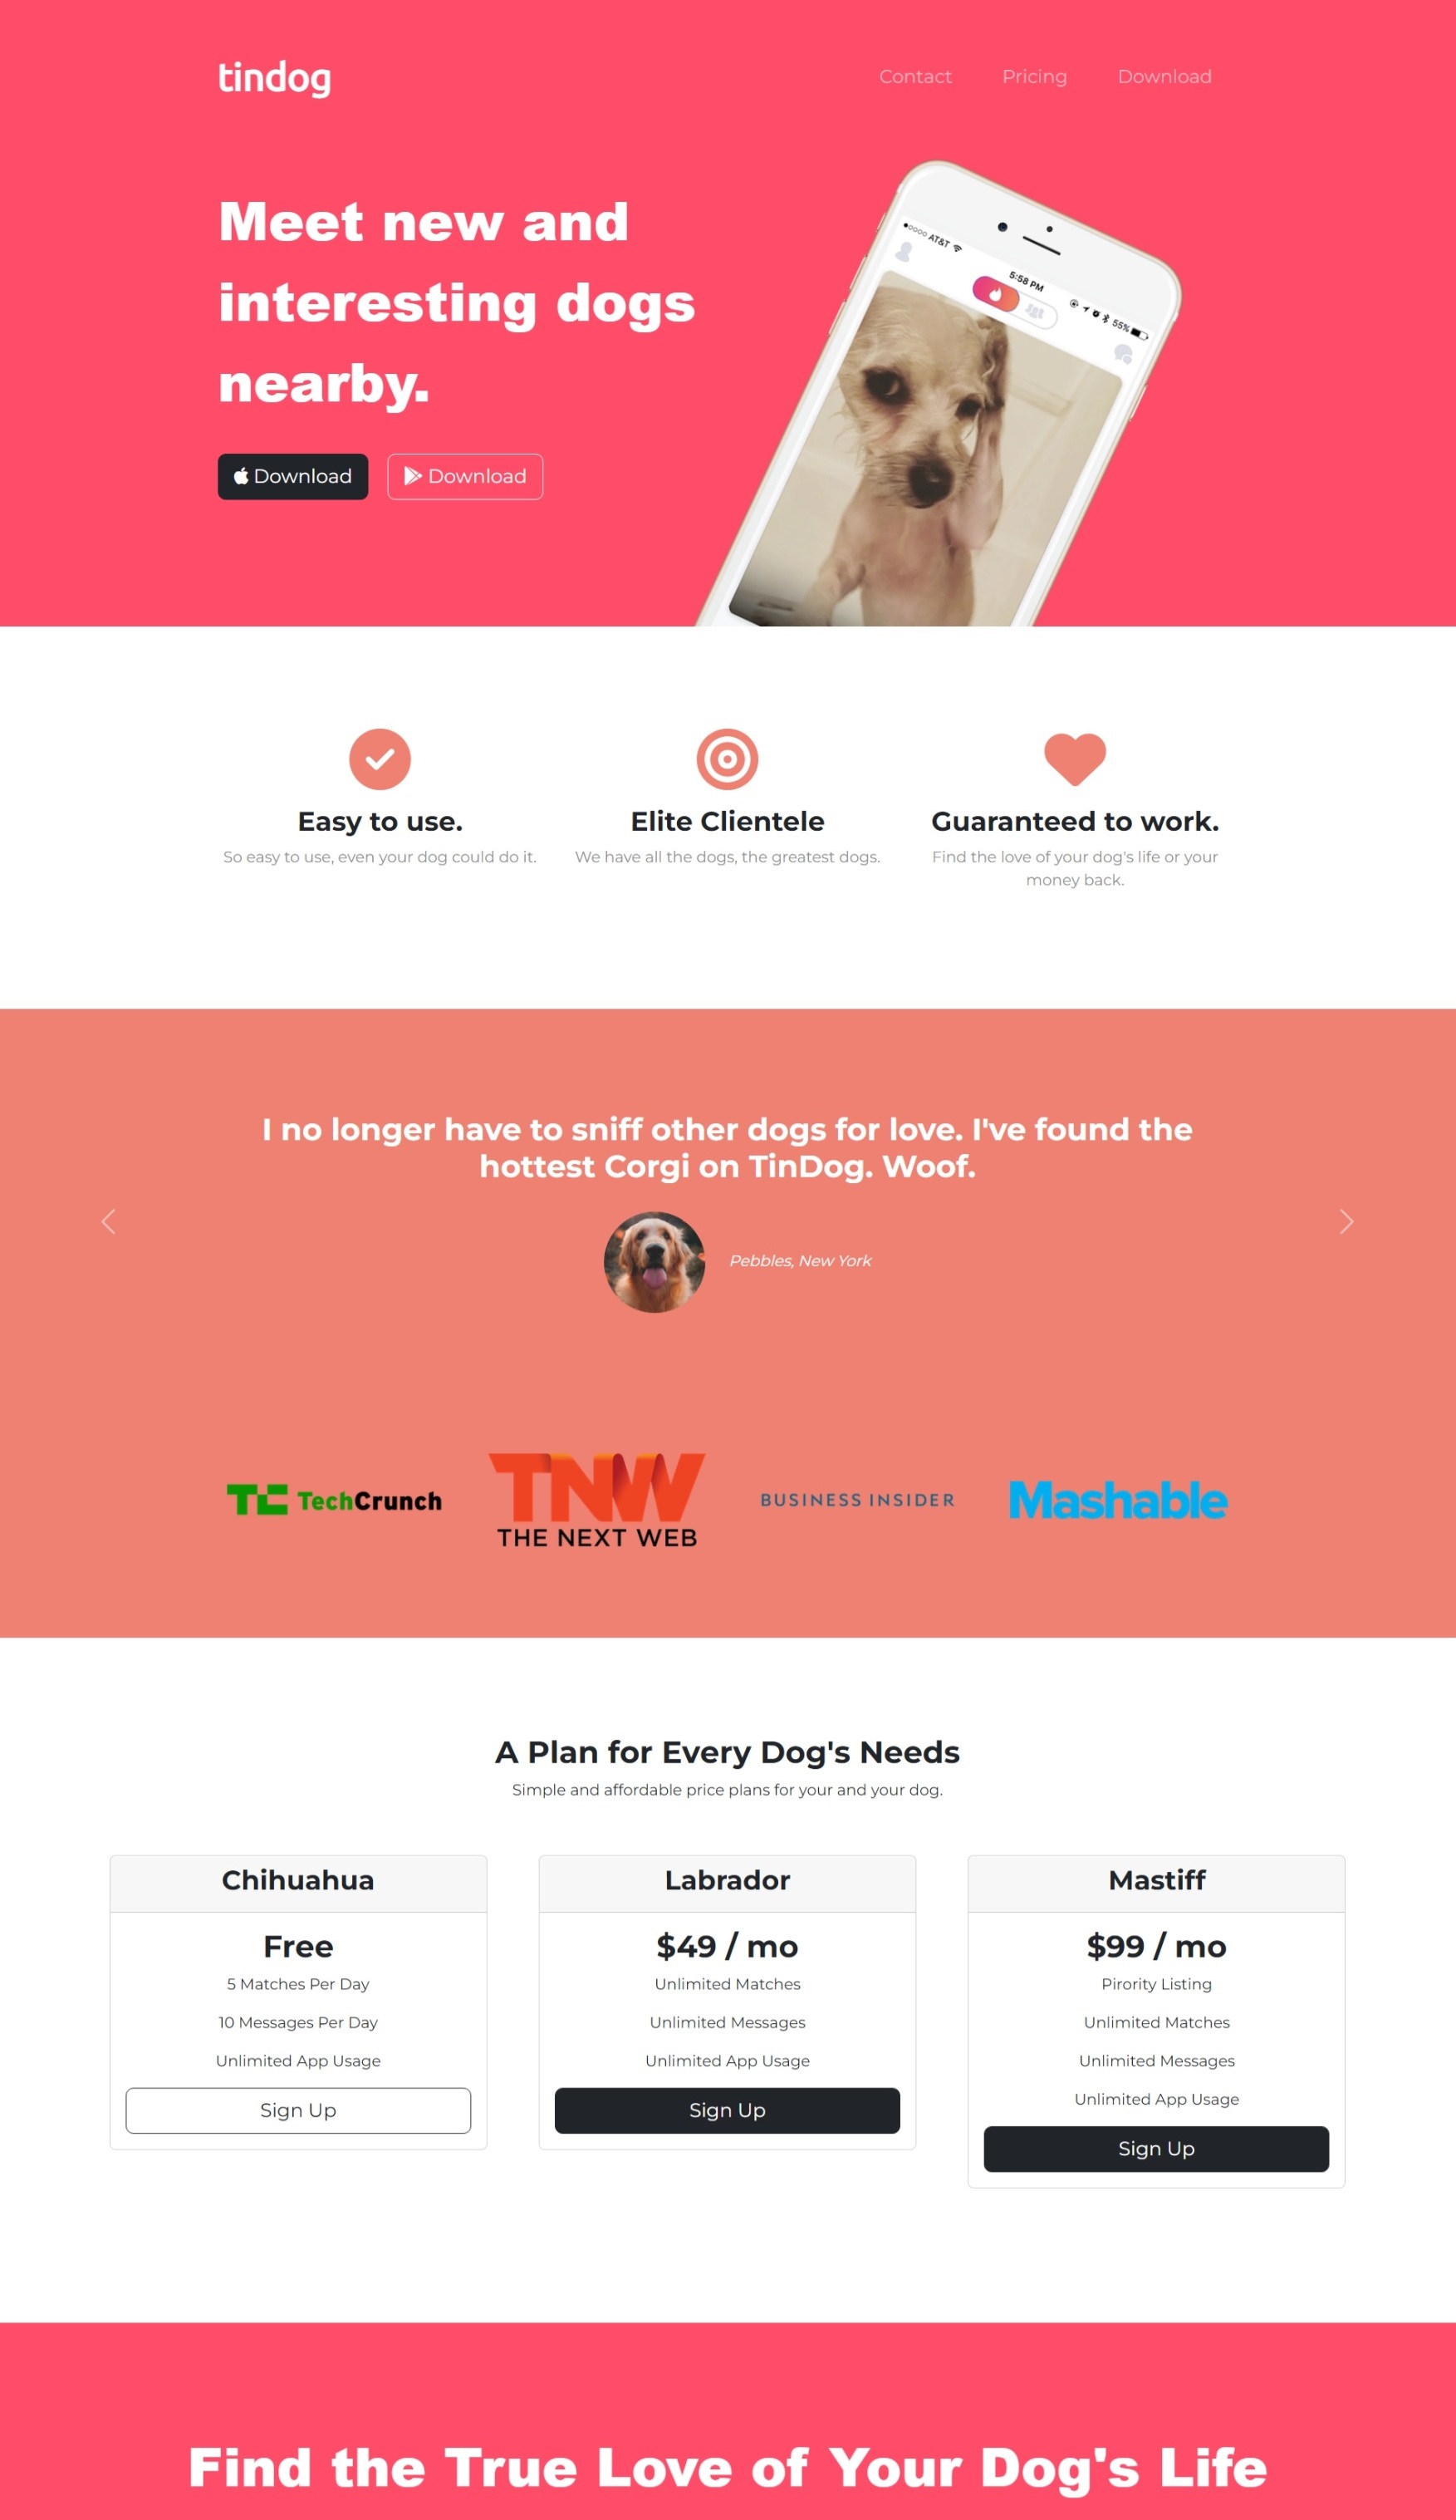 tindog
Contact Pricing Download
Meet new and
interesting dogs
nearby.
Download Download
AT&T 5:58 PM 55%
Easy to use.
So easy to use, even your dog could do it.
Elite Clientele
We have all the dogs, the greatest dogs.
Guaranteed to work.
Find the love of your dog's life or your
money back.
I no longer have to sniff other dogs for love. I've found the
hottest Corgi on TinDog. Woof.
Pebbles, New York
TC TechCrunch
TNW
THE NEXT WEB
BUSINESS INSIDER
Mashable
A Plan for Every Dog's Needs
Simple and affordable price plans for your and your dog.
Chihuahua
Free
5 Matches Per Day
10 Messages Per Day
Unlimited App Usage
Sign Up
Labrador
$49 / mo
Unlimited Matches
Unlimited Messages
Unlimited App Usage
Sign Up
Mastiff
$99 / mo
Pirority Listing
Unlimited Matches
Unlimited Messages
Unlimited App Usage
Sign Up
Find the True Love of Your Dog's Life